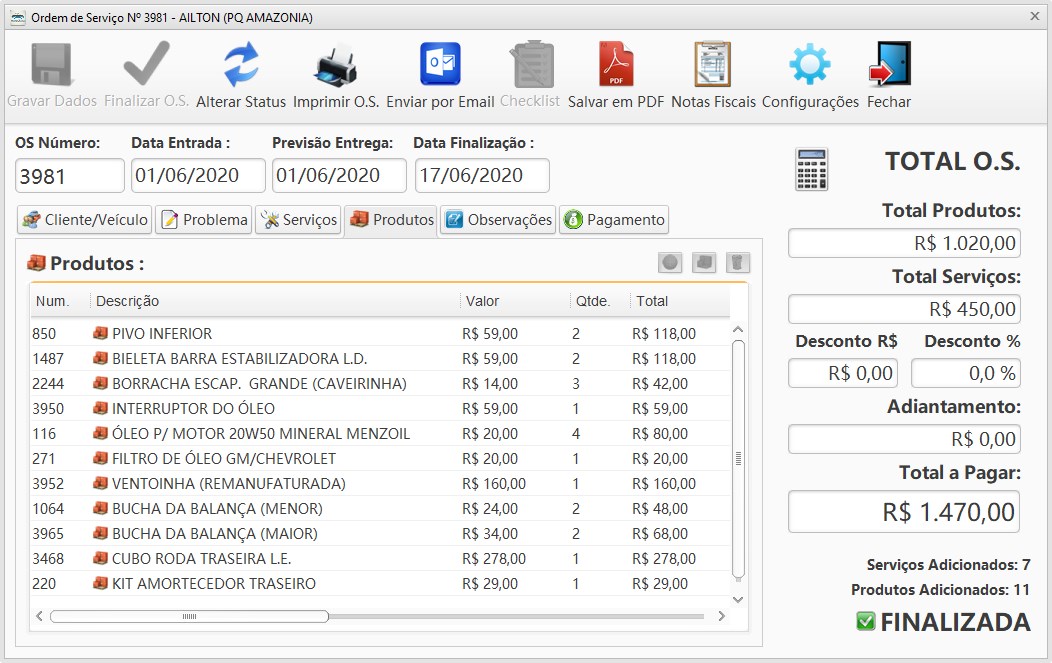 Ordem de Serviço Nº 3981 - AILTON (PQ AMAZONIA)
Gravar Dados Finalizar O.S. Alterar Status Imprimir O.S. Enviar por Email Checklist Salvar em PDF Notas Fiscais Configurações Fechar
OS Número: Data Entrada : Previsão Entrega: Data Finalização :
3981 01/06/2020 01/06/2020 17/06/2020
Cliente/Veículo Problema Serviços Produtos Observações Pagamento
Produtos :
Num. Descrição Valor Qtde. Total
850 PIVO INFERIOR R$ 59,00 2 R$ 118,00
1487 BIELETA BARRA ESTABILIZADORA L.D. R$ 59,00 2 R$ 118,00
2244 BORRACHA ESCAP.  GRANDE (CAVEIRINHA) R$ 14,00 3 R$ 42,00
3950 INTERRUPTOR DO ÓLEO R$ 59,00 1 R$ 59,00
116 ÓLEO P/ MOTOR 20W50 MINERAL MENZOIL R$ 20,00 4 R$ 80,00
271 FILTRO DE ÓLEO GM/CHEVROLET R$ 20,00 1 R$ 20,00
3952 VENTOINHA (REMANUFATURADA) R$ 160,00 1 R$ 160,00
1064 BUCHA DA BALANÇA (MENOR) R$ 24,00 2 R$ 48,00
3965 BUCHA DA BALANÇA (MAIOR) R$ 34,00 2 R$ 68,00
3468 CUBO RODA TRASEIRA L.E. R$ 278,00 1 R$ 278,00
220 KIT AMORTECEDOR TRASEIRO R$ 29,00 1 R$ 29,00
TOTAL O.S.
Total Produtos:
R$ 1.020,00
Total Serviços:
R$ 450,00
Desconto R$ Desconto %
R$ 0,00 0,0 %
Adiantamento:
R$ 0,00
Total a Pagar:
R$ 1.470,00
Serviços Adicionados: 7
Produtos Adicionados: 11
FINALIZADA